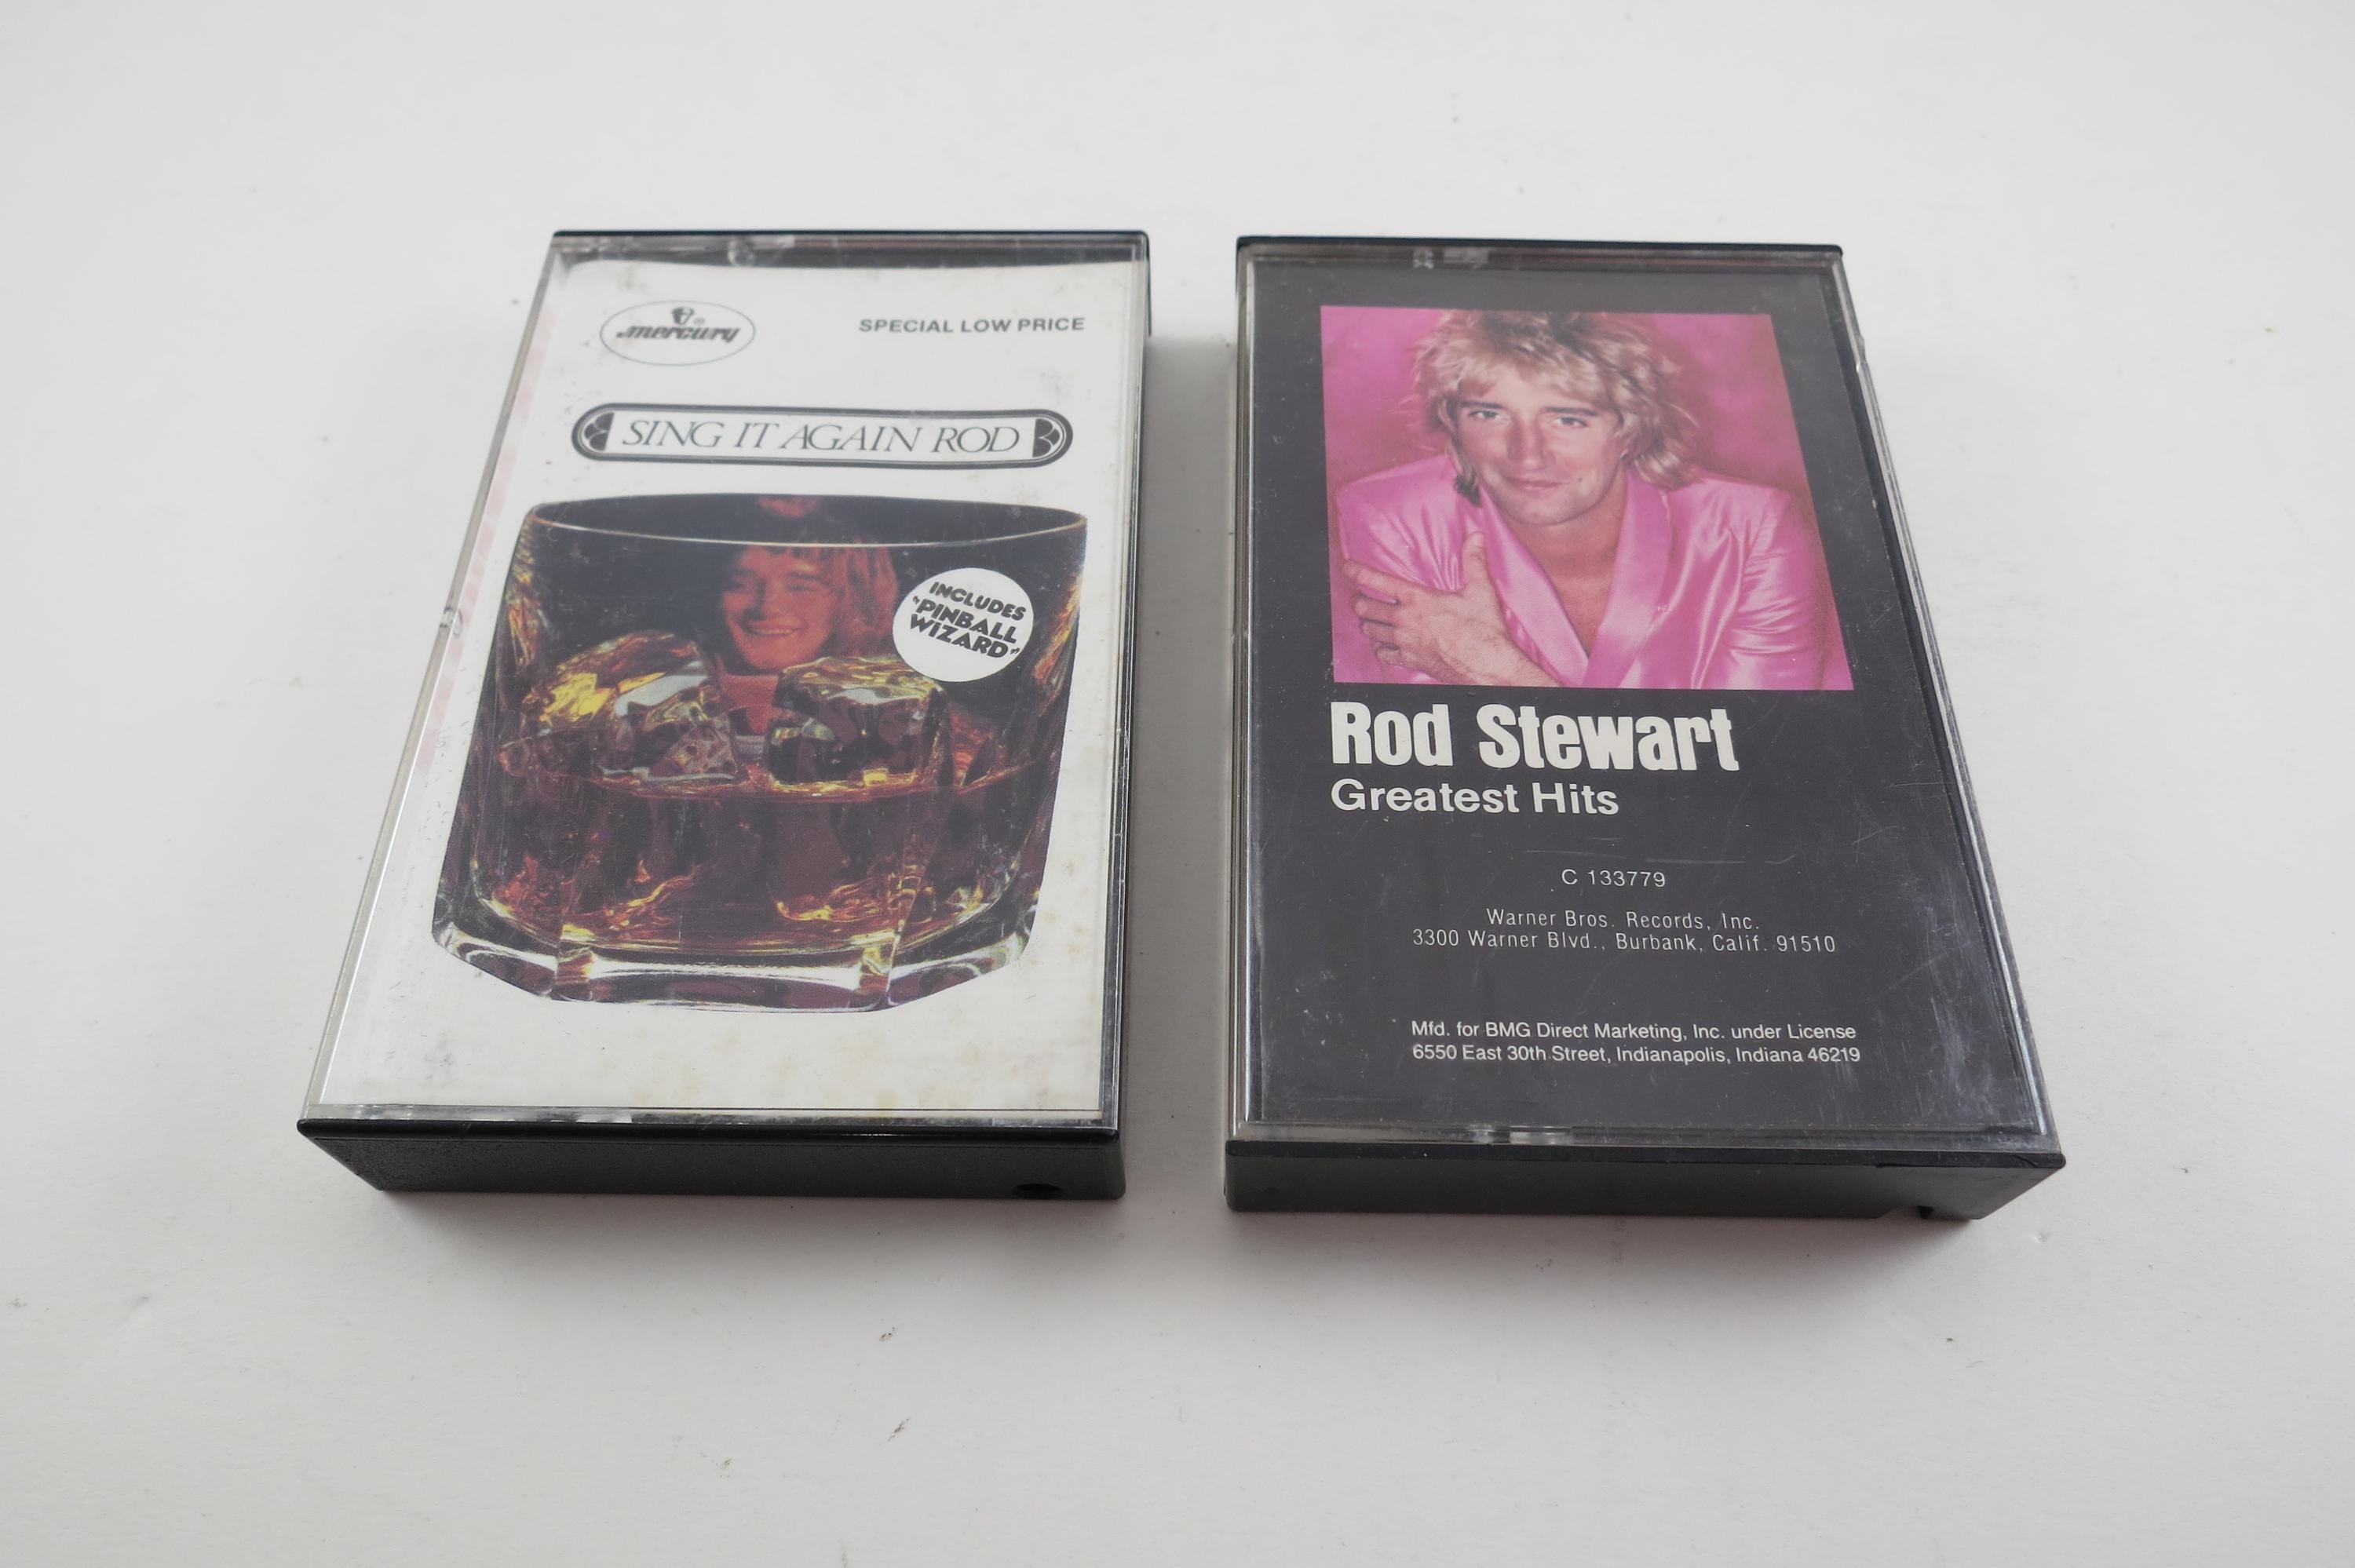 mercury
SPECIAL LOW PRICE
SING IT AGAIN ROD
INCLUDES
"PINBALL
WIZARD"
Rod Stewart
Greatest Hits
C 133779
Warner Bros. Records, Inc.
3300 Warner Blvd., Burbank, Calif. 91510
Mfd. for BMG Direct Marketing, Inc. under License
6550 East 30th Street, Indianapolis, Indiana 46219